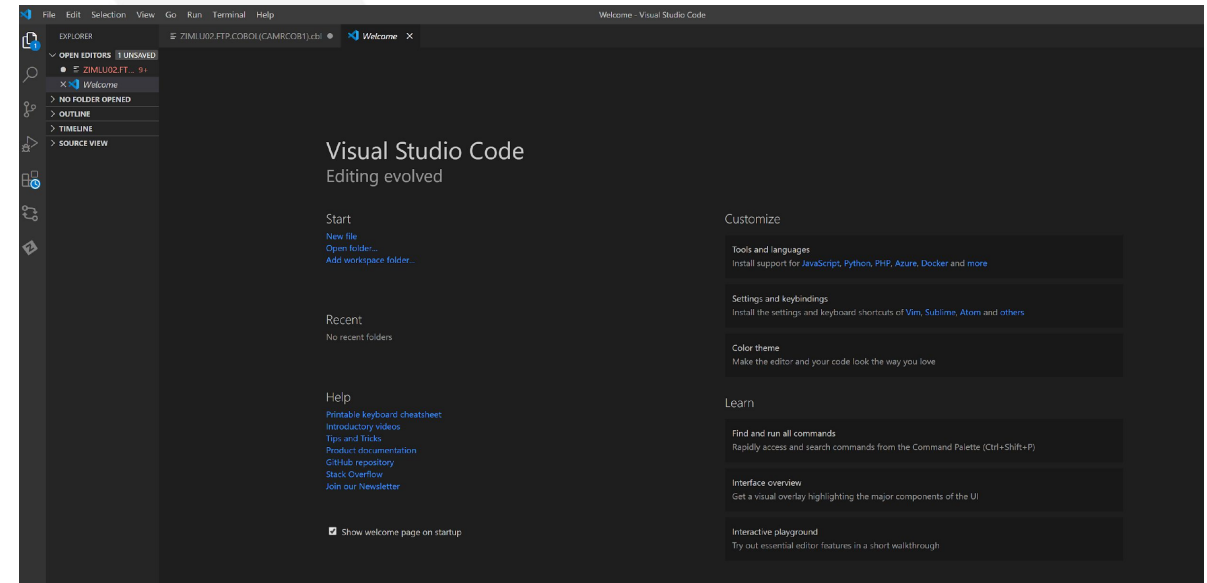 File Edit Selection View Go Run Terminal Help
Welcome - Visual Studio Code
EXPLORER
OPEN EDITORS 1 UNSAVED
ZIMLU02.FT... 9+
Welcome
NO FOLDER OPENED
OUTLINE
TIMELINE
SOURCE VIEW
ZIMLU02.FTP.COBOL(CAMRCOB1).cbl
Welcome
Visual Studio Code
Editing evolved
Start
New file
Open folder...
Add workspace folder...
Recent
No recent folders
Help
Printable keyboard cheatsheet
Introductory videos
Tips and Tricks
Product documentation
GitHub repository
Stack Overflow
Join our Newsletter
Show welcome page on startup
Customize
Tools and languages
Install support for JavaScript, Python, PHP, Azure, Docker and more
Settings and keybindings
Install the settings and keyboard shortcuts of Vim, Sublime, Atom and others
Color theme
Make the editor and your code look the way you love
Learn
Find and run all commands
Rapidly access and search commands from the Command Palette (Ctrl+Shift+P)
Interface overview
Get a visual overlay highlighting the major components of the UI
Interactive playground
Try out essential editor features in a short walkthrough